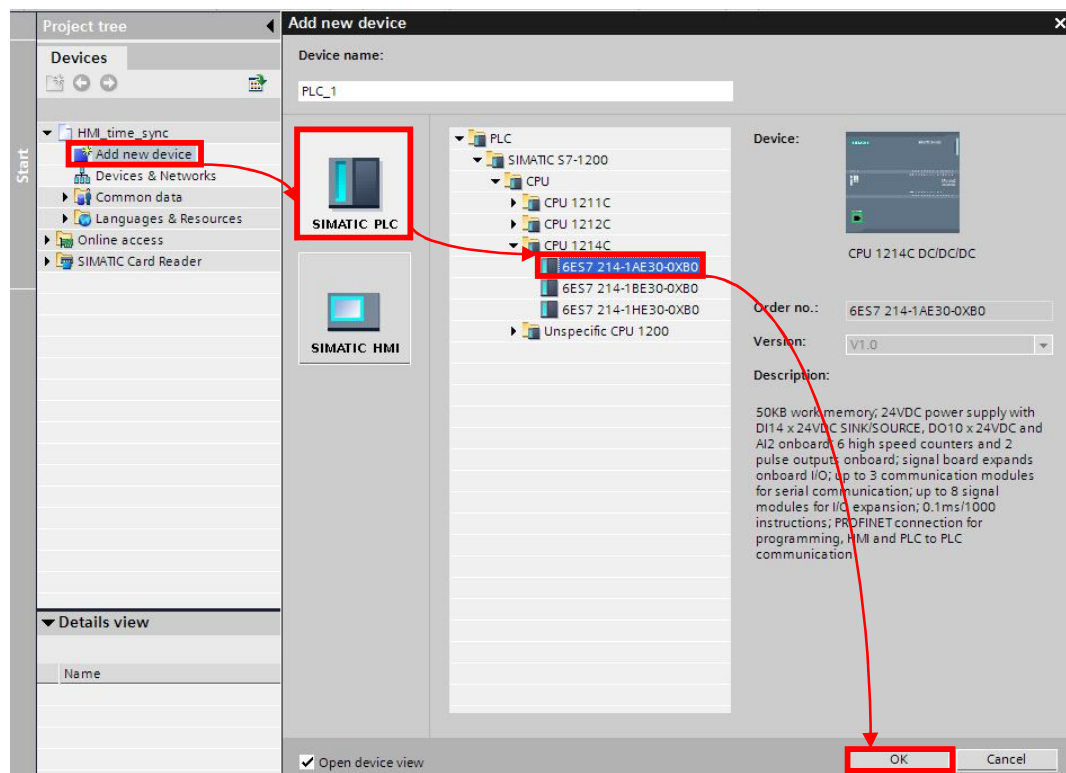 Project tree
Devices
HMI_time_sync
Add new device
Devices & Networks
Common data
Languages & Resources
Online access
SIMATIC Card Reader
Start
Details view
Name
Add new device
Device name:
PLC_1
SIMATIC PLC
SIMATIC HMI
PLC
SIMATIC S7-1200
CPU
CPU 1211C
CPU 1212C
CPU 1214C
6ES7 214-1AE30-0XB0
6ES7 214-1BE30-0XB0
6ES7 214-1HE30-0XB0
Unspecific CPU 1200
Device:
CPU 1214C DC/DC/DC
Order no.:
6ES7 214-1AE30-0XB0
Version:
V1.0
Description:
50KB work memory; 24VDC power supply with
DI14 x 24VDC SINK/SOURCE, DO10 x 24VDC and
AI2 onboard; 6 high speed counters and 2
pulse outputs onboard; signal board expands
onboard I/O; up to 3 communication modules
for serial communication; up to 8 signal
modules for I/O expansion; 0.1ms/1000
instructions; PROFINET connection for
programming, HMI and PLC to PLC
communication
Open device view
OK
Cancel